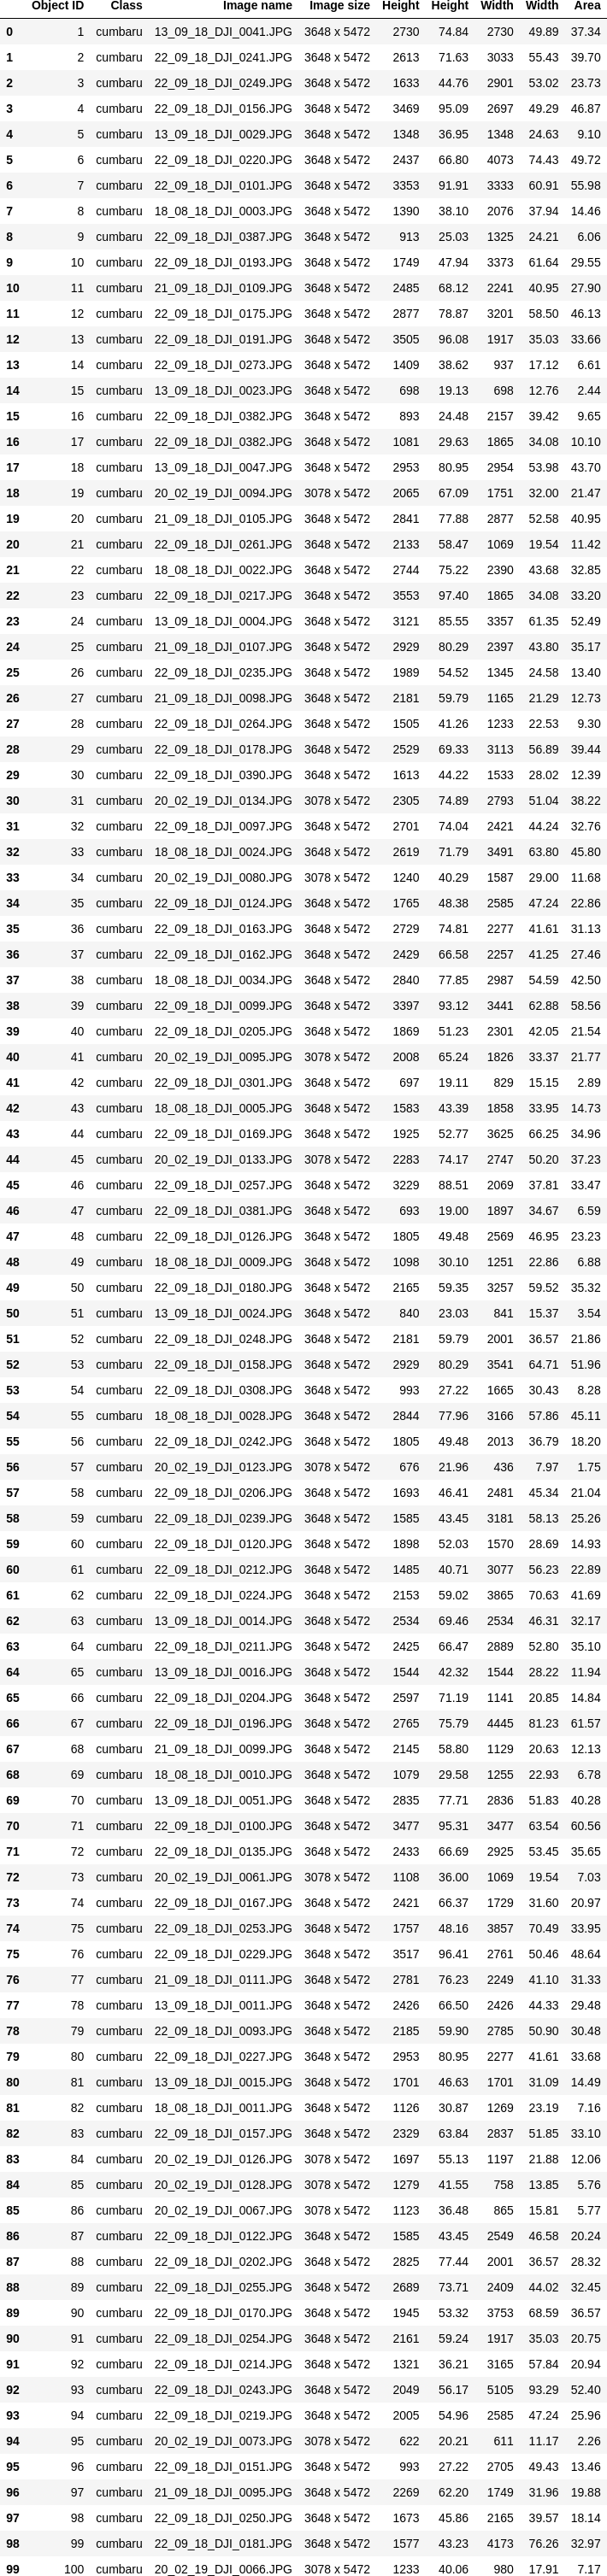 Object ID Class Image name Image size Height Height Width Width Area
0 1 cumbaru 13_09_18_DJI_0041.JPG 3648 x 5472 2730 74.84 2730 49.89 37.34
1 2 cumbaru 22_09_18_DJI_0241.JPG 3648 x 5472 2613 71.63 3033 55.43 39.70
2 3 cumbaru 22_09_18_DJI_0249.JPG 3648 x 5472 1633 44.76 2901 53.02 23.73
3 4 cumbaru 22_09_18_DJI_0156.JPG 3648 x 5472 3469 95.09 2697 49.29 46.87
4 5 cumbaru 13_09_18_DJI_0029.JPG 3648 x 5472 1348 36.95 1348 24.63 9.10
5 6 cumbaru 22_09_18_DJI_0220.JPG 3648 x 5472 2437 66.80 4073 74.43 49.72
6 7 cumbaru 22_09_18_DJI_0101.JPG 3648 x 5472 3353 91.91 3333 60.91 55.98
7 8 cumbaru 18_08_18_DJI_0003.JPG 3648 x 5472 1390 38.10 2076 37.94 14.46
8 9 cumbaru 22_09_18_DJI_0387.JPG 3648 x 5472 913 25.03 1325 24.21 6.06
9 10 cumbaru 22_09_18_DJI_0193.JPG 3648 x 5472 1749 47.94 3373 61.64 29.55
10 11 cumbaru 21_09_18_DJI_0109.JPG 3648 x 5472 2485 68.12 2241 40.95 27.90
11 12 cumbaru 22_09_18_DJI_0175.JPG 3648 x 5472 2877 78.87 3201 58.50 46.13
12 13 cumbaru 22_09_18_DJI_0191.JPG 3648 x 5472 3505 96.08 1917 35.03 33.66
13 14 cumbaru 22_09_18_DJI_0273.JPG 3648 x 5472 1409 38.62 937 17.12 6.61
14 15 cumbaru 13_09_18_DJI_0023.JPG 3648 x 5472 698 19.13 698 12.76 2.44
15 16 cumbaru 22_09_18_DJI_0382.JPG 3648 x 5472 893 24.48 2157 39.42 9.65
16 17 cumbaru 22_09_18_DJI_0382.JPG 3648 x 5472 1081 29.63 1865 34.08 10.10
17 18 cumbaru 13_09_18_DJI_0047.JPG 3648 x 5472 2953 80.95 2954 53.98 43.70
18 19 cumbaru 20_02_19_DJI_0094.JPG 3078 x 5472 2065 67.09 1751 32.00 21.47
19 20 cumbaru 21_09_18_DJI_0105.JPG 3648 x 5472 2841 77.88 2877 52.58 40.95
20 21 cumbaru 22_09_18_DJI_0261.JPG 3648 x 5472 2133 58.47 1069 19.54 11.42
21 22 cumbaru 18_08_18_DJI_0022.JPG 3648 x 5472 2744 75.22 2390 43.68 32.85
22 23 cumbaru 22_09_18_DJI_0217.JPG 3648 x 5472 3553 97.40 1865 34.08 33.20
23 24 cumbaru 13_09_18_DJI_0004.JPG 3648 x 5472 3121 85.55 3357 61.35 52.49
24 25 cumbaru 21_09_18_DJI_0107.JPG 3648 x 5472 2929 80.29 2397 43.80 35.17
25 26 cumbaru 22_09_18_DJI_0235.JPG 3648 x 5472 1989 54.52 1345 24.58 13.40
26 27 cumbaru 21_09_18_DJI_0098.JPG 3648 x 5472 2181 59.79 1165 21.29 12.73
27 28 cumbaru 22_09_18_DJI_0264.JPG 3648 x 5472 1505 41.26 1233 22.53 9.30
28 29 cumbaru 22_09_18_DJI_0178.JPG 3648 x 5472 2529 69.33 3113 56.89 39.44
29 30 cumbaru 22_09_18_DJI_0390.JPG 3648 x 5472 1613 44.22 1533 28.02 12.39
30 31 cumbaru 20_02_19_DJI_0134.JPG 3078 x 5472 2305 74.89 2793 51.04 38.22
31 32 cumbaru 22_09_18_DJI_0097.JPG 3648 x 5472 2701 74.04 2421 44.24 32.76
32 33 cumbaru 18_08_18_DJI_0024.JPG 3648 x 5472 2619 71.79 3491 63.80 45.80
33 34 cumbaru 20_02_19_DJI_0080.JPG 3078 x 5472 1240 40.29 1587 29.00 11.68
34 35 cumbaru 22_09_18_DJI_0124.JPG 3648 x 5472 1765 48.38 2585 47.24 22.86
35 36 cumbaru 22_09_18_DJI_0163.JPG 3648 x 5472 2729 74.81 2277 41.61 31.13
36 37 cumbaru 22_09_18_DJI_0162.JPG 3648 x 5472 2429 66.58 2257 41.25 27.46
37 38 cumbaru 18_08_18_DJI_0034.JPG 3648 x 5472 2840 77.85 2987 54.59 42.50
38 39 cumbaru 22_09_18_DJI_0099.JPG 3648 x 5472 3397 93.12 3441 62.88 58.56
39 40 cumbaru 22_09_18_DJI_0205.JPG 3648 x 5472 1869 51.23 2301 42.05 21.54
40 41 cumbaru 20_02_19_DJI_0095.JPG 3078 x 5472 2008 65.24 1826 33.37 21.77
41 42 cumbaru 22_09_18_DJI_0301.JPG 3648 x 5472 697 19.11 829 15.15 2.89
42 43 cumbaru 18_08_18_DJI_0005.JPG 3648 x 5472 1583 43.39 1858 33.95 14.73
43 44 cumbaru 22_09_18_DJI_0169.JPG 3648 x 5472 1925 52.77 3625 66.25 34.96
44 45 cumbaru 20_02_19_DJI_0133.JPG 3078 x 5472 2283 74.17 2747 50.20 37.23
45 46 cumbaru 22_09_18_DJI_0257.JPG 3648 x 5472 3229 88.51 2069 37.81 33.47
46 47 cumbaru 22_09_18_DJI_0381.JPG 3648 x 5472 693 19.00 1897 34.67 6.59
47 48 cumbaru 22_09_18_DJI_0126.JPG 3648 x 5472 1805 49.48 2569 46.95 23.23
48 49 cumbaru 18_08_18_DJI_0009.JPG 3648 x 5472 1098 30.10 1251 22.86 6.88
49 50 cumbaru 22_09_18_DJI_0180.JPG 3648 x 5472 2165 59.35 3257 59.52 35.32
50 51 cumbaru 13_09_18_DJI_0024.JPG 3648 x 5472 840 23.03 841 15.37 3.54
51 52 cumbaru 22_09_18_DJI_0248.JPG 3648 x 5472 2181 59.79 2001 36.57 21.86
52 53 cumbaru 22_09_18_DJI_0158.JPG 3648 x 5472 2929 80.29 3541 64.71 51.96
53 54 cumbaru 22_09_18_DJI_0308.JPG 3648 x 5472 993 27.22 1665 30.43 8.28
54 55 cumbaru 18_08_18_DJI_0028.JPG 3648 x 5472 2844 77.96 3166 57.86 45.11
55 56 cumbaru 22_09_18_DJI_0242.JPG 3648 x 5472 1805 49.48 2013 36.79 18.20
56 57 cumbaru 20_02_19_DJI_0123.JPG 3078 x 5472 676 21.96 436 7.97 1.75
57 58 cumbaru 22_09_18_DJI_0206.JPG 3648 x 5472 1693 46.41 2481 45.34 21.04
58 59 cumbaru 22_09_18_DJI_0239.JPG 3648 x 5472 1585 43.45 3181 58.13 25.26
59 60 cumbaru 22_09_18_DJI_0120.JPG 3648 x 5472 1898 52.03 1570 28.69 14.93
60 61 cumbaru 22_09_18_DJI_0212.JPG 3648 x 5472 1485 40.71 3077 56.23 22.89
61 62 cumbaru 22_09_18_DJI_0224.JPG 3648 x 5472 2153 59.02 3865 70.63 41.69
62 63 cumbaru 13_09_18_DJI_0014.JPG 3648 x 5472 2534 69.46 2534 46.31 32.17
63 64 cumbaru 22_09_18_DJI_0211.JPG 3648 x 5472 2425 66.47 2889 52.80 35.10
64 65 cumbaru 13_09_18_DJI_0016.JPG 3648 x 5472 1544 42.32 1544 28.22 11.94
65 66 cumbaru 22_09_18_DJI_0204.JPG 3648 x 5472 2597 71.19 1141 20.85 14.84
66 67 cumbaru 22_09_18_DJI_0196.JPG 3648 x 5472 2765 75.79 4445 81.23 61.57
67 68 cumbaru 21_09_18_DJI_0099.JPG 3648 x 5472 2145 58.80 1129 20.63 12.13
68 69 cumbaru 18_08_18_DJI_0010.JPG 3648 x 5472 1079 29.58 1255 22.93 6.78
69 70 cumbaru 13_09_18_DJI_0051.JPG 3648 x 5472 2835 77.71 2836 51.83 40.28
70 71 cumbaru 22_09_18_DJI_0100.JPG 3648 x 5472 3477 95.31 3477 63.54 60.56
71 72 cumbaru 22_09_18_DJI_0135.JPG 3648 x 5472 2433 66.69 2925 53.45 35.65
72 73 cumbaru 20_02_19_DJI_0061.JPG 3078 x 5472 1108 36.00 1069 19.54 7.03
73 74 cumbaru 22_09_18_DJI_0167.JPG 3648 x 5472 2421 66.37 1729 31.60 20.97
74 75 cumbaru 22_09_18_DJI_0253.JPG 3648 x 5472 1757 48.16 3857 70.49 33.95
75 76 cumbaru 22_09_18_DJI_0229.JPG 3648 x 5472 3517 96.41 2761 50.46 48.64
76 77 cumbaru 21_09_18_DJI_0111.JPG 3648 x 5472 2781 76.23 2249 41.10 31.33
77 78 cumbaru 13_09_18_DJI_0011.JPG 3648 x 5472 2426 66.50 2426 44.33 29.48
78 79 cumbaru 22_09_18_DJI_0093.JPG 3648 x 5472 2185 59.90 2785 50.90 30.48
79 80 cumbaru 22_09_18_DJI_0227.JPG 3648 x 5472 2953 80.95 2277 41.61 33.68
80 81 cumbaru 13_09_18_DJI_0015.JPG 3648 x 5472 1701 46.63 1701 31.09 14.49
81 82 cumbaru 18_08_18_DJI_0011.JPG 3648 x 5472 1126 30.87 1269 23.19 7.16
82 83 cumbaru 22_09_18_DJI_0157.JPG 3648 x 5472 2329 63.84 2837 51.85 33.10
83 84 cumbaru 20_02_19_DJI_0126.JPG 3078 x 5472 1697 55.13 1197 21.88 12.06
84 85 cumbaru 20_02_19_DJI_0128.JPG 3078 x 5472 1279 41.55 758 13.85 5.76
85 86 cumbaru 20_02_19_DJI_0067.JPG 3078 x 5472 1123 36.48 865 15.81 5.77
86 87 cumbaru 22_09_18_DJI_0122.JPG 3648 x 5472 1585 43.45 2549 46.58 20.24
87 88 cumbaru 22_09_18_DJI_0202.JPG 3648 x 5472 2825 77.44 2001 36.57 28.32
88 89 cumbaru 22_09_18_DJI_0255.JPG 3648 x 5472 2689 73.71 2409 44.02 32.45
89 90 cumbaru 22_09_18_DJI_0170.JPG 3648 x 5472 1945 53.32 3753 68.59 36.57
90 91 cumbaru 22_09_18_DJI_0254.JPG 3648 x 5472 2161 59.24 1917 35.03 20.75
91 92 cumbaru 22_09_18_DJI_0214.JPG 3648 x 5472 1321 36.21 3165 57.84 20.94
92 93 cumbaru 22_09_18_DJI_0243.JPG 3648 x 5472 2049 56.17 5105 93.29 52.40
93 94 cumbaru 22_09_18_DJI_0219.JPG 3648 x 5472 2005 54.96 2585 47.24 25.96
94 95 cumbaru 20_02_19_DJI_0073.JPG 3078 x 5472 622 20.21 611 11.17 2.26
95 96 cumbaru 22_09_18_DJI_0151.JPG 3648 x 5472 993 27.22 2705 49.43 13.46
96 97 cumbaru 21_09_18_DJI_0095.JPG 3648 x 5472 2269 62.20 1749 31.96 19.88
97 98 cumbaru 22_09_18_DJI_0250.JPG 3648 x 5472 1673 45.86 2165 39.57 18.14
98 99 cumbaru 22_09_18_DJI_0181.JPG 3648 x 5472 1577 43.23 4173 76.26 32.97
99 100 cumbaru 20_02_19_DJI_0066.JPG 3078 x 5472 1233 40.06 980 17.91 7.17